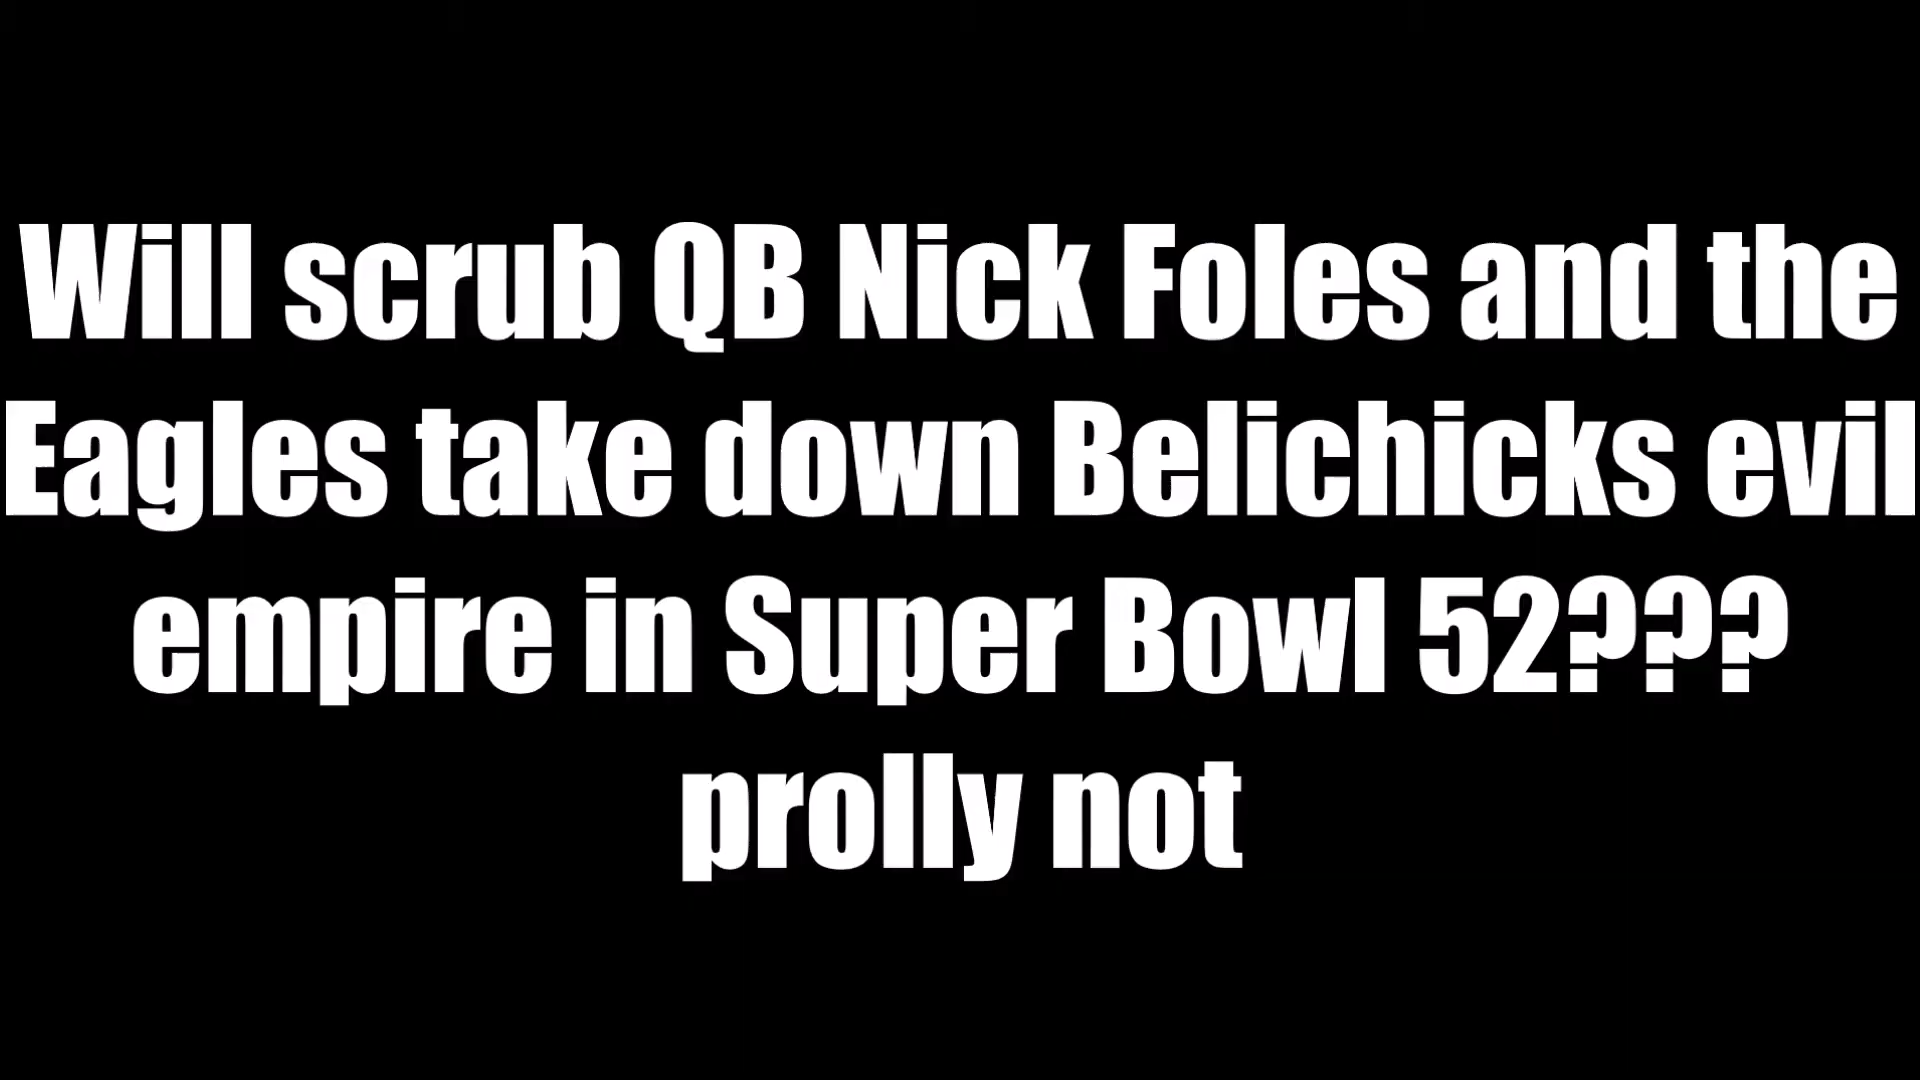 Will scrub QB Nick Foles and the
Eagles take down Belichicks evil
empire in Super Bowl 52???
prolly not